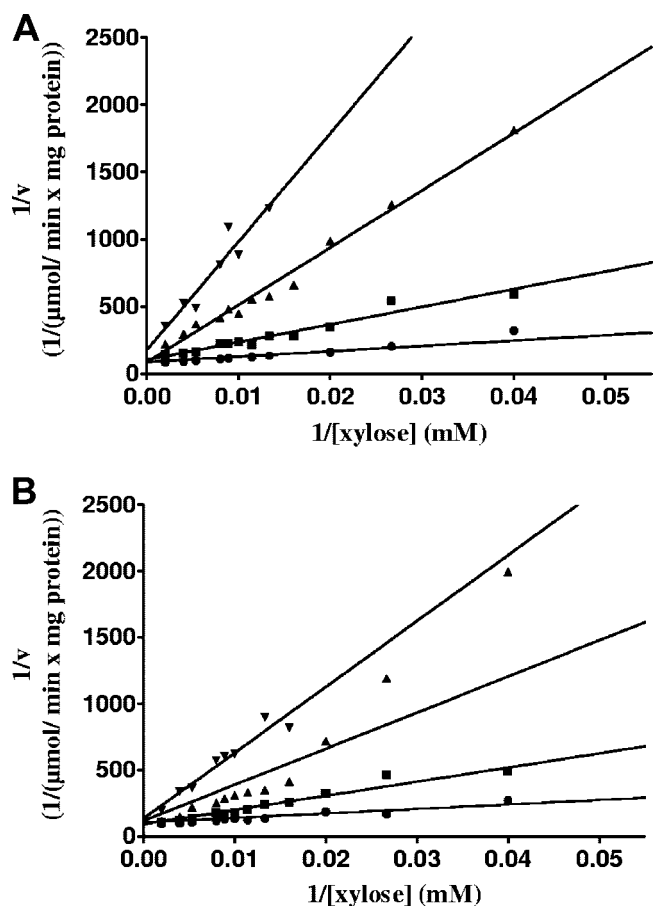 A
2500
2000
1500
1000
500
0
1/v
(1/(µmol/ min x mg protein))
0.00 0.01 0.02 0.03 0.04 0.05
1/[xylose] (mM)
B
2500
2000
1500
1000
500
0
1/v
(1/(µmol/ min x mg protein))
0.00 0.01 0.02 0.03 0.04 0.05
1/[xylose] (mM)